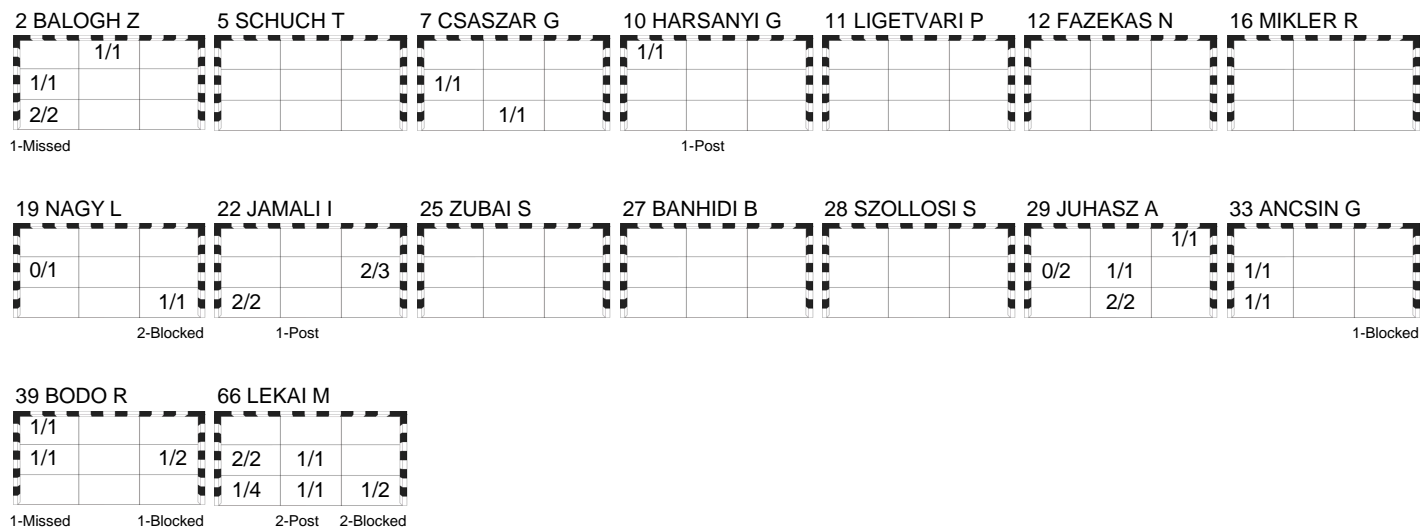 2 BALOGH Z 5 SCHUCH T 7 CSASZAR G 10 HARSANYI G 11 LIGETVARI P 12 FAZEKAS N 16 MIKLER R
1/1 1/1
1/1 1/1
2/2 1/1
1-Missed 1-Post
19 NAGY L 22 JAMALI I 25 ZUBAI S 27 BANHIDI B 28 SZOLLOSI S 29 JUHASZ A 33 ANCSIN G
1/1
0/1 2/3 0/2 1/1 1/1
1/1 2/2 2/2 1/1
2-Blocked 1-Post 1-Blocked
39 BODO R 66 LEKAI M
1/1
1/1 1/2 2/2 1/1
1/4 1/1 1/2
1-Missed 1-Blocked 2-Post 2-Blocked